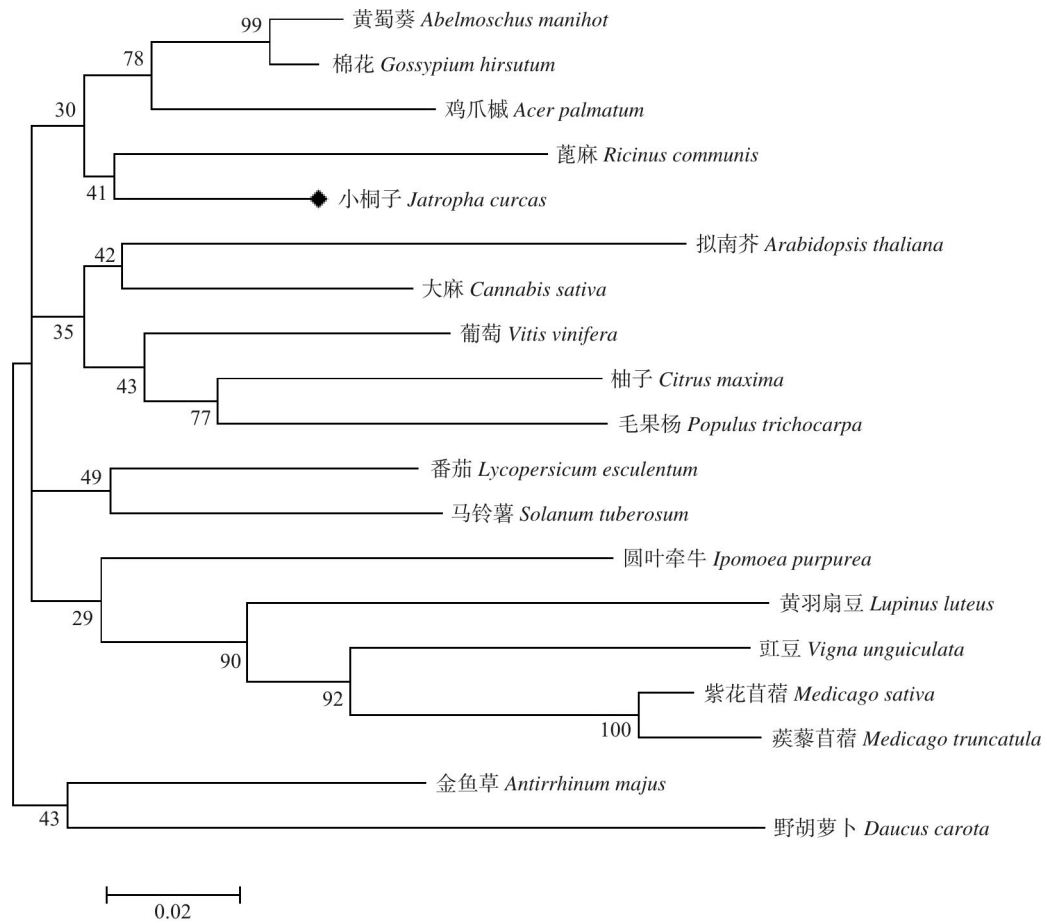 99 黄蜀葵 Abelmoschus manihot
78 棉花 Gossypium hirsutum
30 鸡爪槭 Acer palmatum
蓖麻 Ricinus communis
41 小桐子 Jatropha curcas
拟南芥 Arabidopsis thaliana
42
大麻 Cannabis sativa
35 葡萄 Vitis vinifera
43 柚子 Citrus maxima
77 毛果杨 Populus trichocarpa
番茄 Lycopersicum esculentum
49
马铃薯 Solanum tuberosum
圆叶牵牛 Ipomoea purpurea
29 黄羽扇豆 Lupinus luteus
90 豇豆 Vigna unguiculata
92 紫花苜蓿 Medicago sativa
100 蒺藜苜蓿 Medicago truncatula
金鱼草 Antirrhinum majus
43 野胡萝卜 Daucus carota
0.02